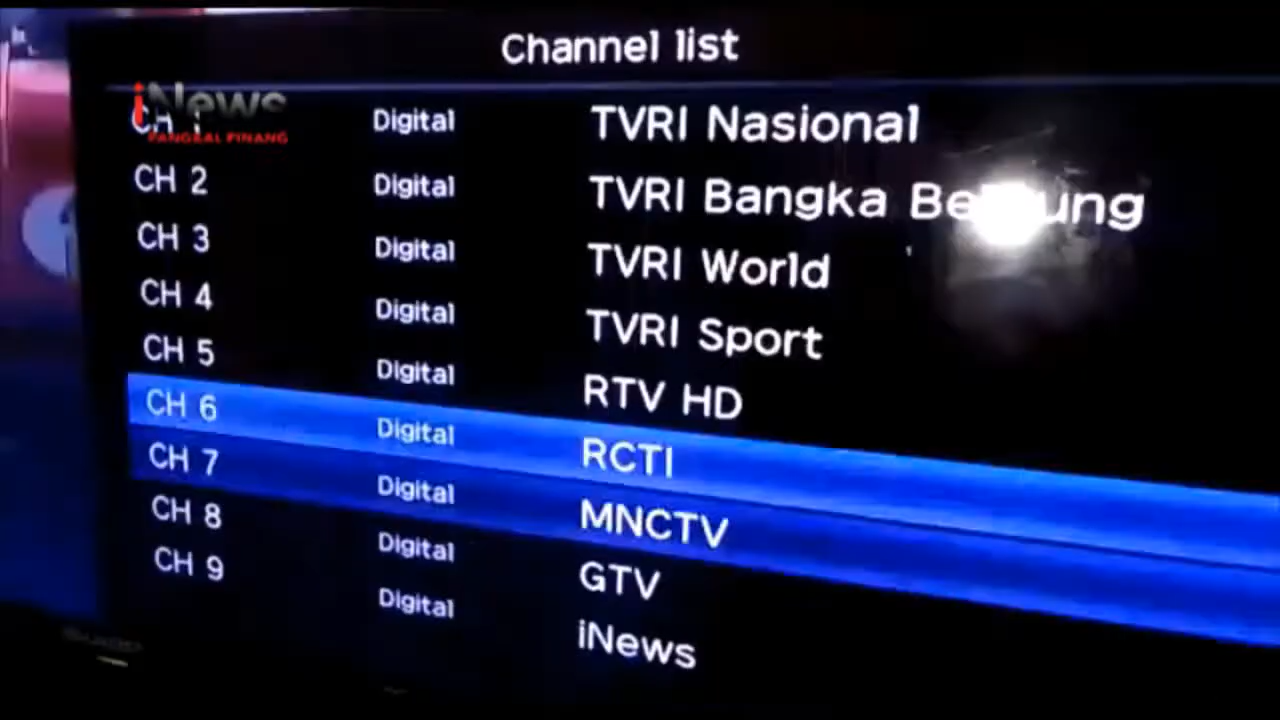 Channel list
iNews
PANGKAL PINANG
CH 1 Digital TVRI Nasional
CH 2 Digital TVRI Bangka Belitung
CH 3 Digital TVRI World
CH 4 Digital TVRI Sport
CH 5 Digital RTV HD
CH 6 Digital RCTI
CH 7 Digital MNCTV
CH 8 Digital GTV
CH 9 Digital iNews